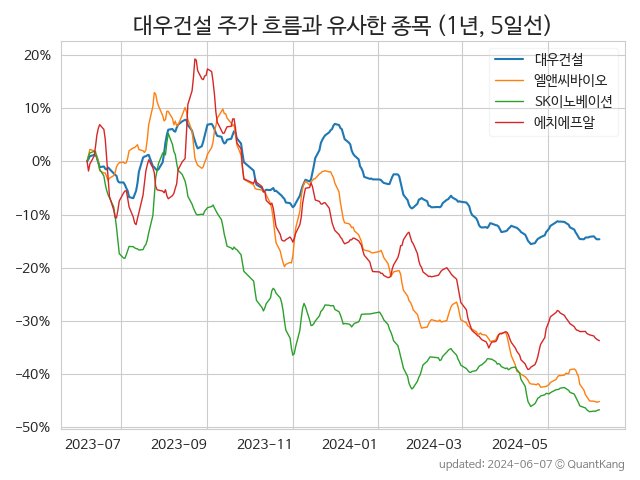 대우건설 주가 흐름과 유사한 종목 (1년, 5일선)
대우건설
엘앤씨바이오
SK이노베이션
에치에프알
20%
10%
0%
−10%
−20%
−30%
−40%
−50%
2023-07 2023-09 2023-11 2024-01 2024-03 2024-05
updated: 2024-06-07 © QuantKang